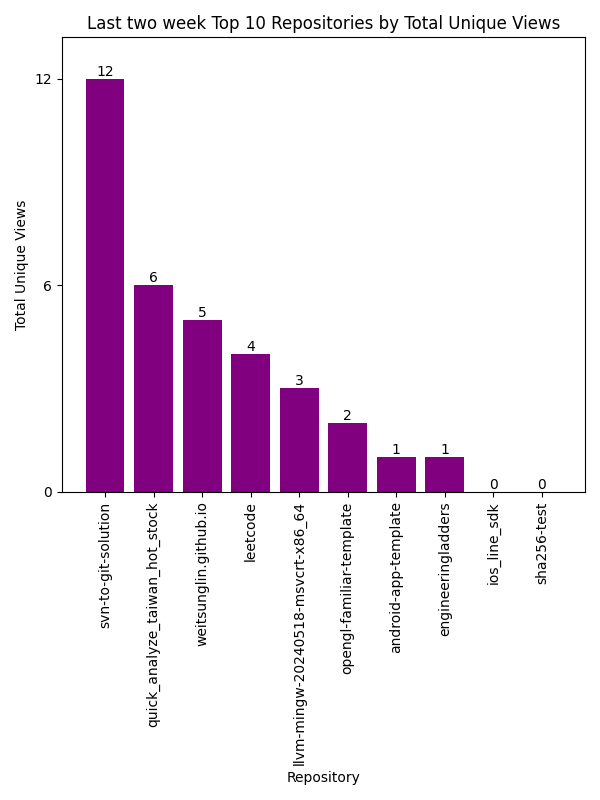 Last two week Top 10 Repositories by Total Unique Views
Total Unique Views
12
6
0
12
6
5
4
3
2
1
1
0
0
svn-to-git-solution
quick_analyze_taiwan_hot_stock
weitsunglin.github.io
leetcode
llvm-mingw-20240518-msvcrt-x86_64
opengl-familiar-template
android-app-template
engineeringladders
ios_line_sdk
sha256-test
Repository